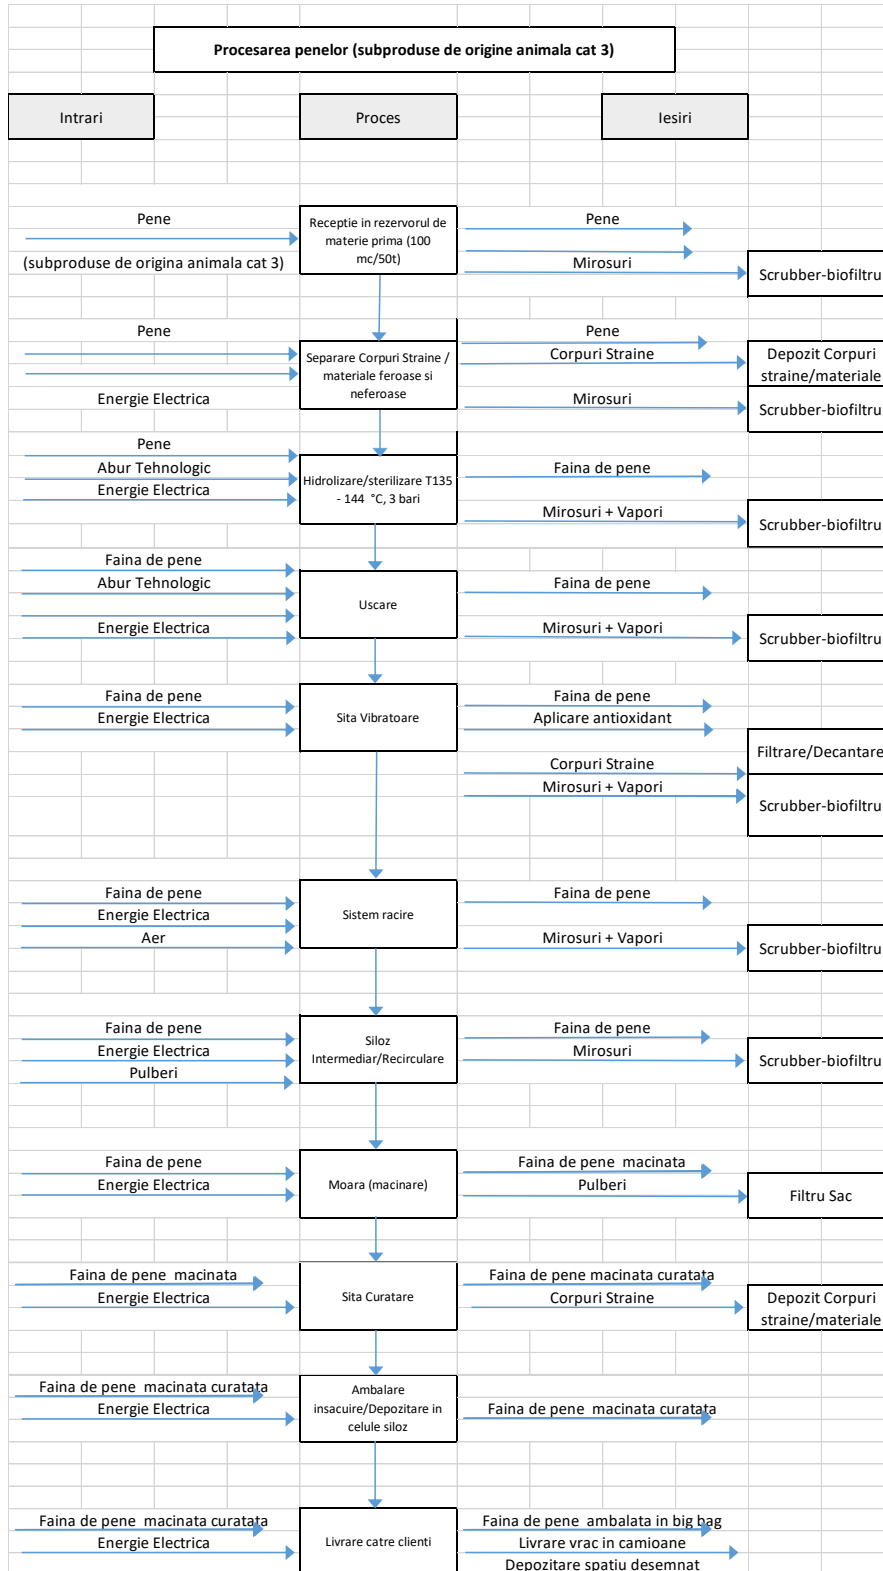 Procesarea penelor (subproduse de origine animala cat 3)
Intrari
Proces
Iesiri
Pene
(subproduse de origina animala cat 3)
Receptie in rezervorul de
materie prima (100
mc/50t)
Pene
Mirosuri
Scrubber-biofiltru
Pene
Energie Electrica
Separare Corpuri Straine /
materiale feroase si
neferoase
Pene
Corpuri Straine
Depozit Corpuri
straine/materiale
Mirosuri
Scrubber-biofiltru
Pene
Abur Tehnologic
Energie Electrica
Hidrolizare/sterilizare T135
- 144 °C, 3 bari
Faina de pene
Mirosuri + Vapori
Scrubber-biofiltru
Faina de pene
Abur Tehnologic
Energie Electrica
Uscare
Faina de pene
Mirosuri + Vapori
Scrubber-biofiltru
Faina de pene
Energie Electrica
Sita Vibratoare
Faina de pene
Aplicare antioxidant
Corpuri Straine
Filtrare/Decantare
Mirosuri + Vapori
Scrubber-biofiltru
Faina de pene
Energie Electrica
Aer
Sistem racire
Faina de pene
Mirosuri + Vapori
Scrubber-biofiltru
Faina de pene
Energie Electrica
Pulberi
Siloz
Intermediar/Recirculare
Faina de pene
Mirosuri
Scrubber-biofiltru
Faina de pene
Energie Electrica
Moara (macinare)
Faina de pene macinata
Pulberi
Filtru Sac
Faina de pene macinata
Energie Electrica
Sita Curatare
Faina de pene macinata curatata
Corpuri Straine
Depozit Corpuri
straine/materiale
Faina de pene macinata curatata
Energie Electrica
Ambalare
insacuire/Depozitare in
celule siloz
Faina de pene macinata curatata
Faina de pene macinata curatata
Energie Electrica
Livrare catre clienti
Faina de pene ambalata in big bag
Livrare vrac in camioane
Depozitare spatiu desemnat